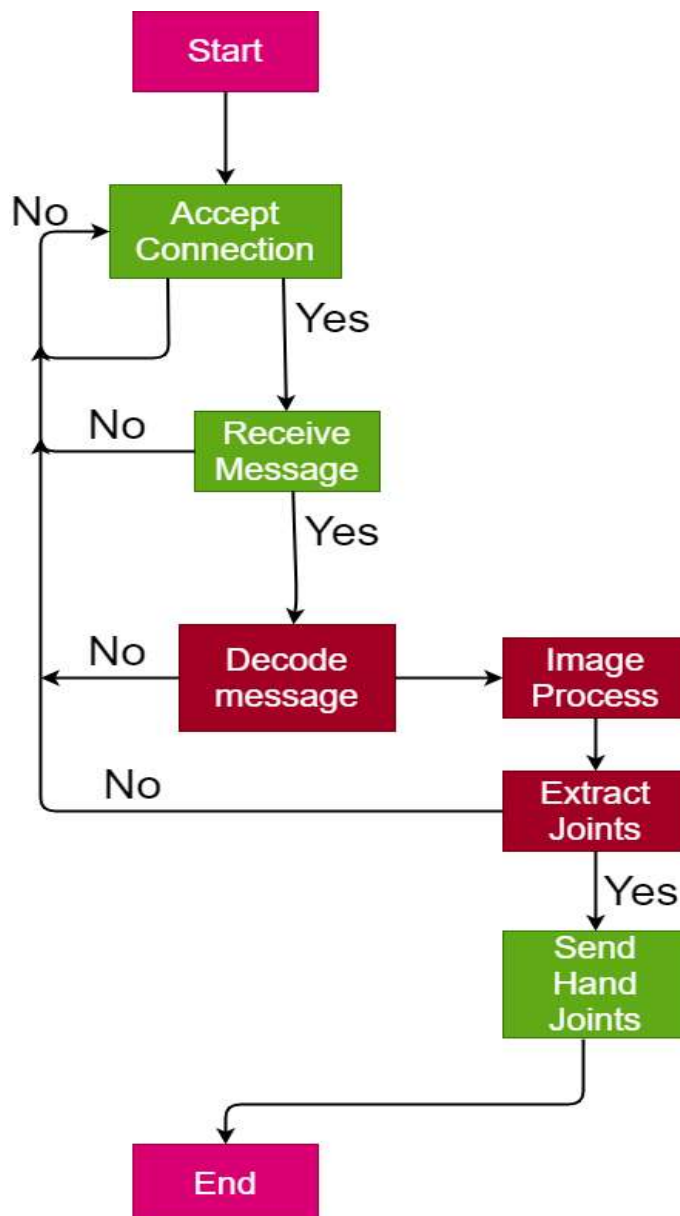 Start
No
Accept
Connection
Yes
No
Receive
Message
Yes
No
Decode
message
Image
Process
No
Extract
Joints
Yes
Send
Hand
Joints
End